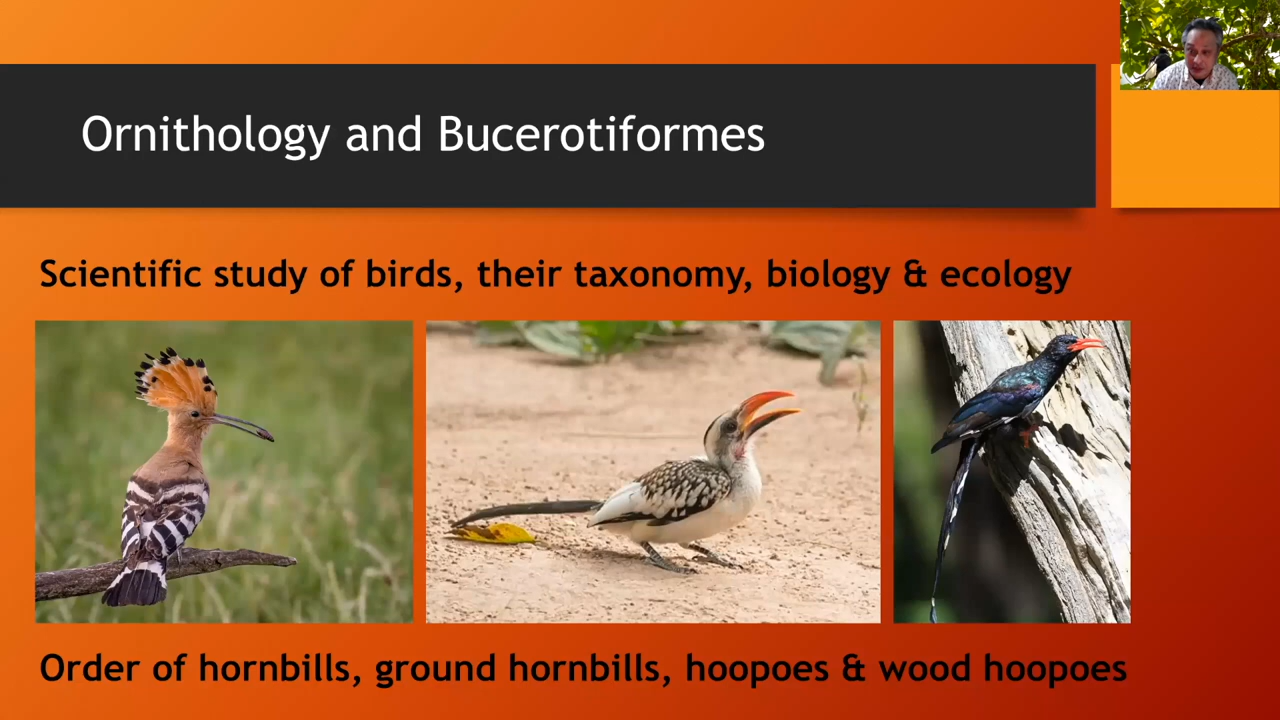 Ornithology and Bucerotiformes
Scientific study of birds, their taxonomy, biology & ecology
Order of hornbills, ground hornbills, hoopoes & wood hoopoes